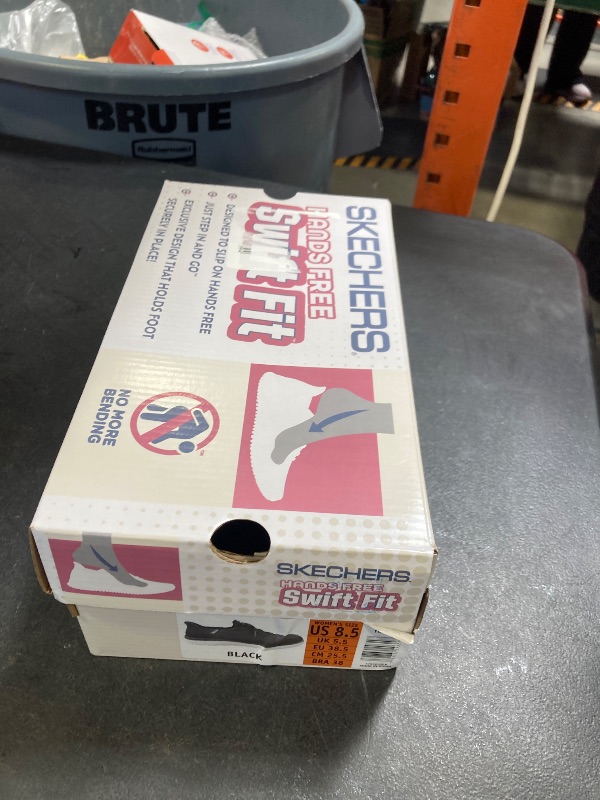 BRUTE
Rubbermaid
SKECHERS
HANDS FREE
Swift Fit
DESIGNED TO SLIP ON HANDS FREE
JUST STEP IN AND GO™
EXCLUSIVE DESIGN THAT HOLDS FOOT
SECURELY IN PLACE!
NO MORE
BENDING
TM
SKECHERS.
HANDS FREE
Swift Fit
BLACK
WOMEN'S SIZE
US 8.5
UK 5.5
EU 38.5
CM 25.5
BRA 38